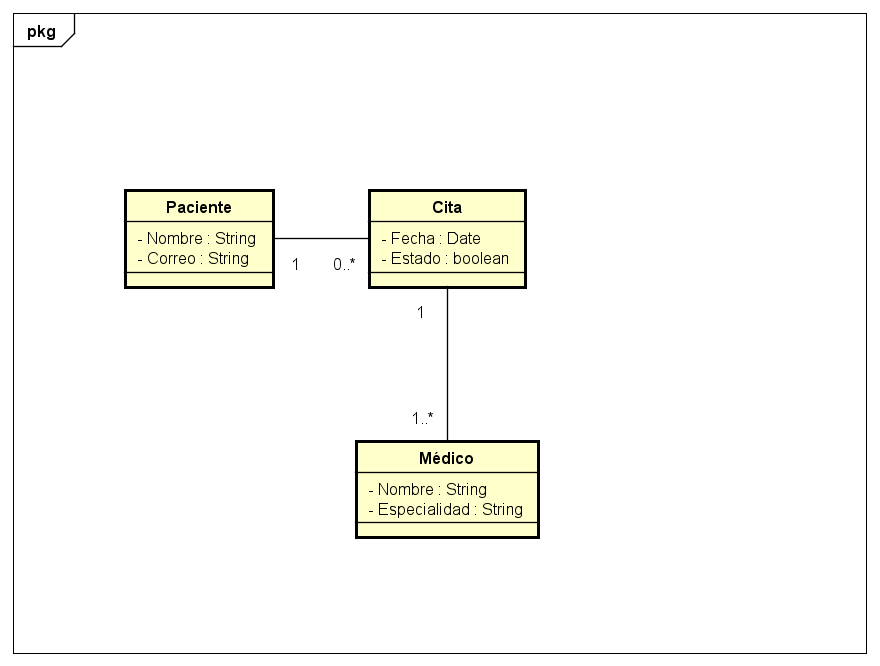 pkg
Paciente
- Nombre : String
- Correo : String
1
0..*
Cita
- Fecha : Date
- Estado : boolean
1
1..*
Médico
- Nombre : String
- Especialidad : String